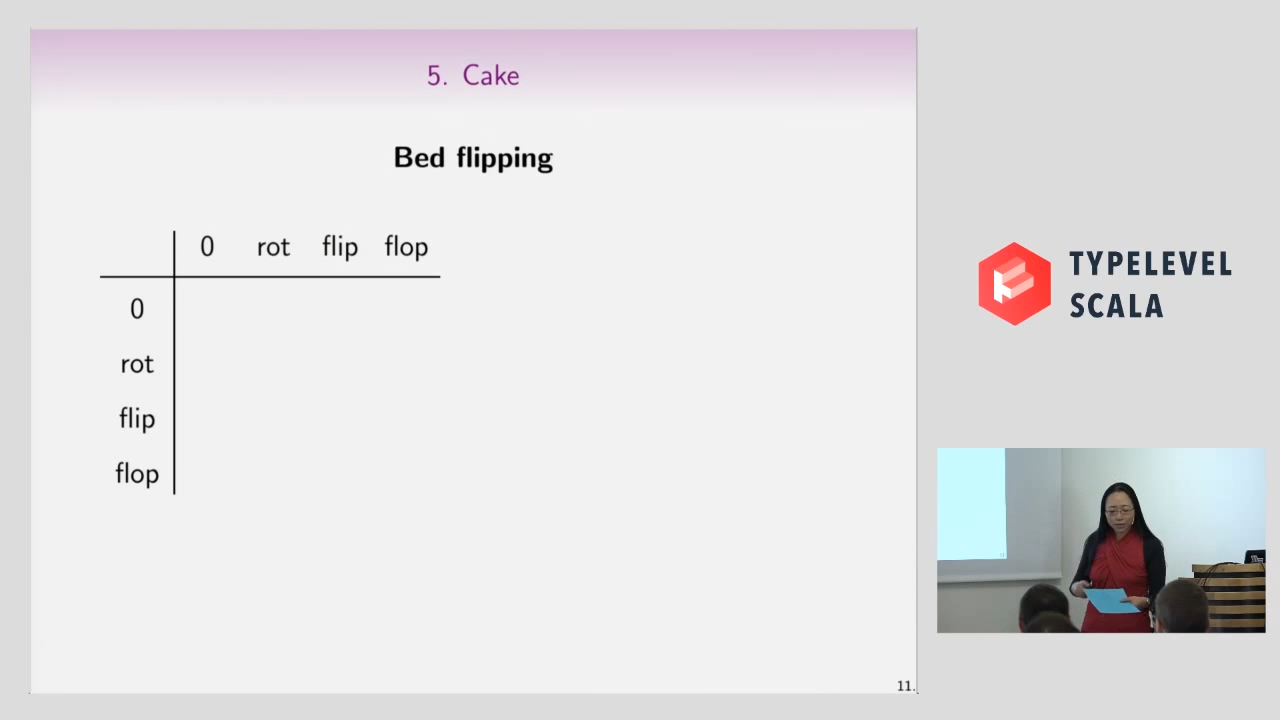 5. Cake
Bed flipping
0 rot flip flop
0
rot
flip
flop
11.
TYPELEVEL
SCALA